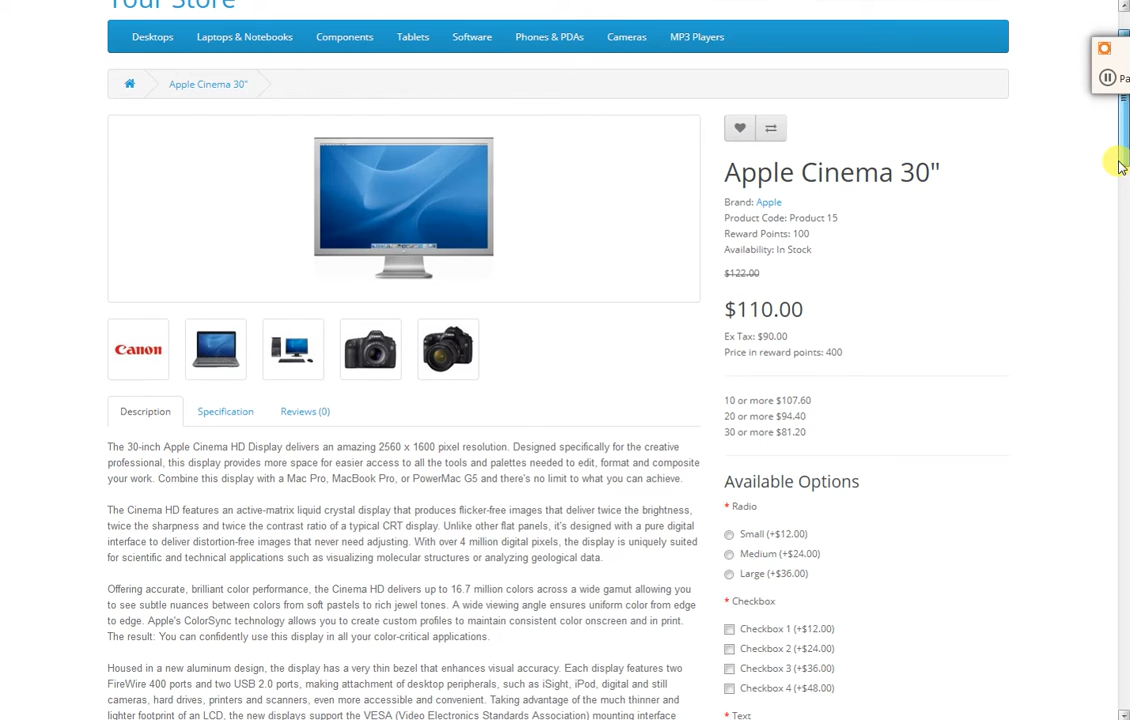 Your Store
Desktops Laptops & Notebooks Components Tablets Software Phones & PDAs Cameras MP3 Players
Apple Cinema 30"
Canon
Description Specification Reviews (0)
The 30-inch Apple Cinema HD Display delivers an amazing 2560 x 1600 pixel resolution. Designed specifically for the creative
professional, this display provides more space for easier access to all the tools and palettes needed to edit, format and composite
your work. Combine this display with a Mac Pro, MacBook Pro, or PowerMac G5 and there's no limit to what you can achieve.
The Cinema HD features an active-matrix liquid crystal display that produces flicker-free images that deliver twice the brightness,
twice the sharpness and twice the contrast ratio of a typical CRT display. Unlike other flat panels, it's designed with a pure digital
interface to deliver distortion-free images that never need adjusting. With over 4 million digital pixels, the display is uniquely suited
for scientific and technical applications such as visualizing molecular structures or analyzing geological data.
Offering accurate, brilliant color performance, the Cinema HD delivers up to 16.7 million colors across a wide gamut allowing you
to see subtle nuances between colors from soft pastels to rich jewel tones. A wide viewing angle ensures uniform color from edge
to edge. Apple's ColorSync technology allows you to create custom profiles to maintain consistent color onscreen and in print.
The result: You can confidently use this display in all your color-critical applications.
Housed in a new aluminum design, the display has a very thin bezel that enhances visual accuracy. Each display features two
FireWire 400 ports and two USB 2.0 ports, making attachment of desktop peripherals, such as iSight, iPod, digital and still
cameras, hard drives, printers and scanners, even more accessible and convenient. Taking advantage of the much thinner and
lighter footprint of an LCD, the new displays support the VESA (Video Electronics Standards Association) mounting interface
Apple Cinema 30"
Brand: Apple
Product Code: Product 15
Reward Points: 100
Availability: In Stock
$122.00
$110.00
Ex Tax: $90.00
Price in reward points: 400
10 or more $107.60
20 or more $94.40
30 or more $81.20
Available Options
* Radio
Small (+$12.00)
Medium (+$24.00)
Large (+$36.00)
* Checkbox
Checkbox 1 (+$12.00)
Checkbox 2 (+$24.00)
Checkbox 3 (+$36.00)
Checkbox 4 (+$48.00)
* Text
Pa